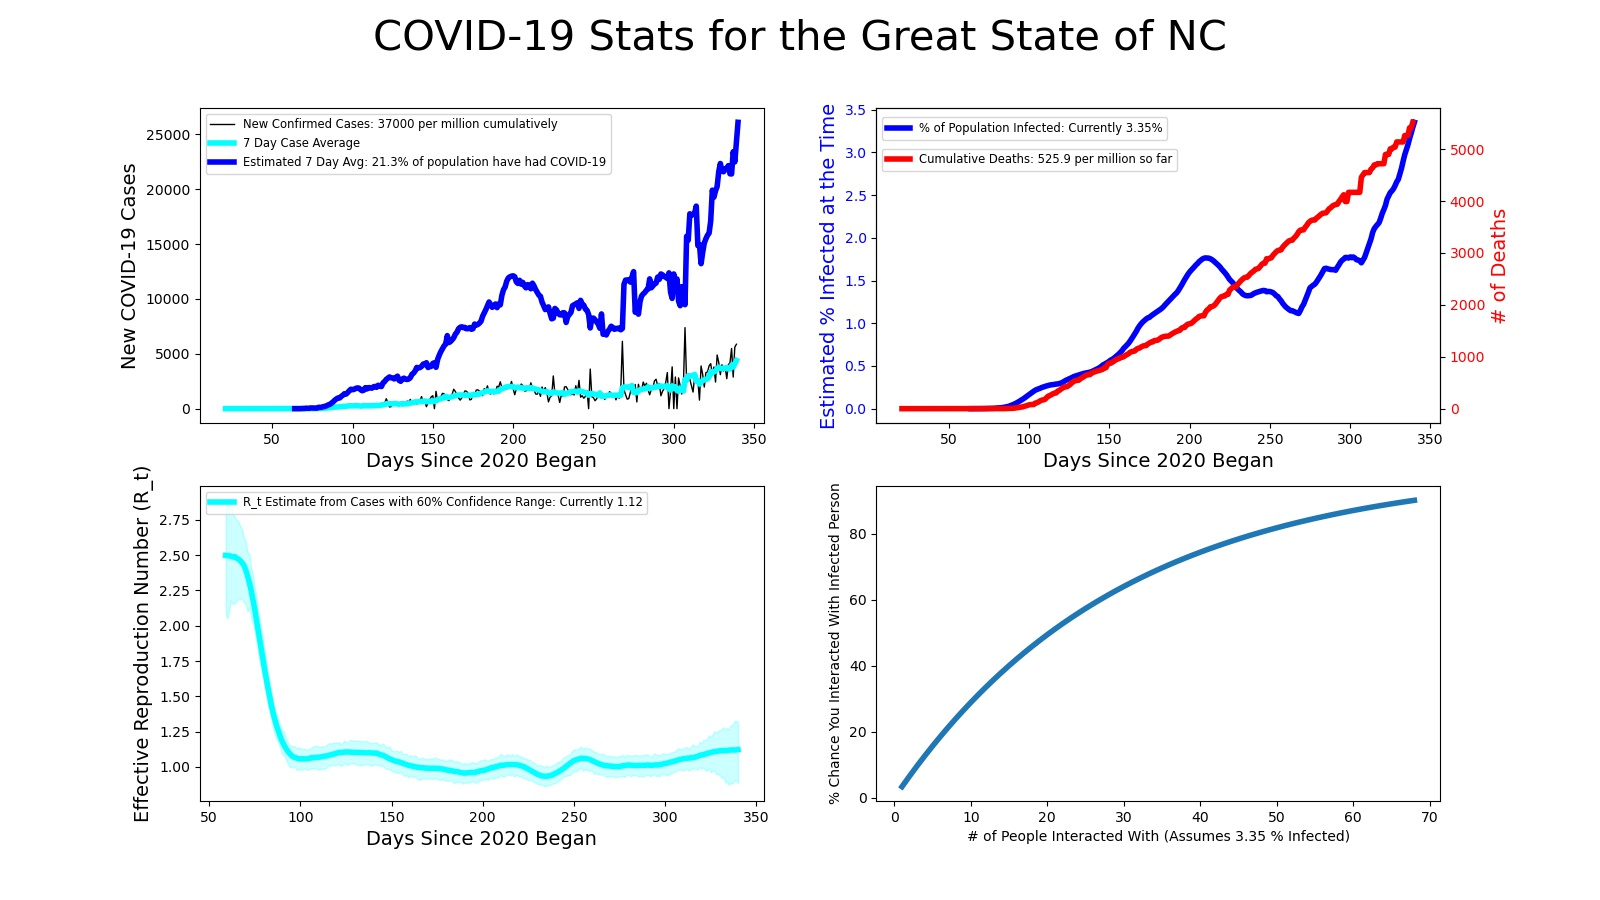 COVID-19 Stats for the Great State of NC
New COVID-19 Cases
25000
20000
15000
10000
5000
0
New Confirmed Cases: 37000 per million cumulatively
7 Day Case Average
Estimated 7 Day Avg: 21.3% of population have had COVID-19
50 100 150 200 250 300 350
Days Since 2020 Began
Estimated % Infected at the Time
3.5
3.0
2.5
2.0
1.5
1.0
0.5
0.0
% of Population Infected: Currently 3.35%
Cumulative Deaths: 525.9 per million so far
5000
4000
3000
2000
1000
0
# of Deaths
50 100 150 200 250 300 350
Days Since 2020 Began
Effective Reproduction Number (R_t)
2.75
2.50
2.25
2.00
1.75
1.50
1.25
1.00
R_t Estimate from Cases with 60% Confidence Range: Currently 1.12
50 100 150 200 250 300 350
Days Since 2020 Began
% Chance You Interacted With Infected Person
80
60
40
20
0
0 10 20 30 40 50 60 70
# of People Interacted With (Assumes 3.35 % Infected)